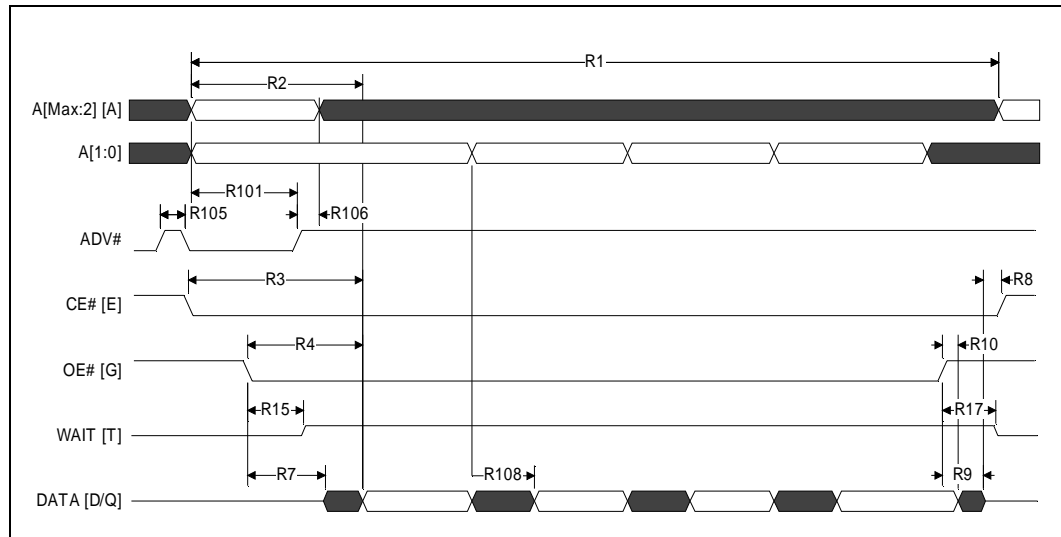 R1
R2
A[Max:2] [A]
A[1:0]
R101
R105
R106
ADV#
R3
R8
CE# [E]
R4
R10
OE# [G]
R15
R17
WAIT [T]
R7
R108
R9
DATA [D/Q]